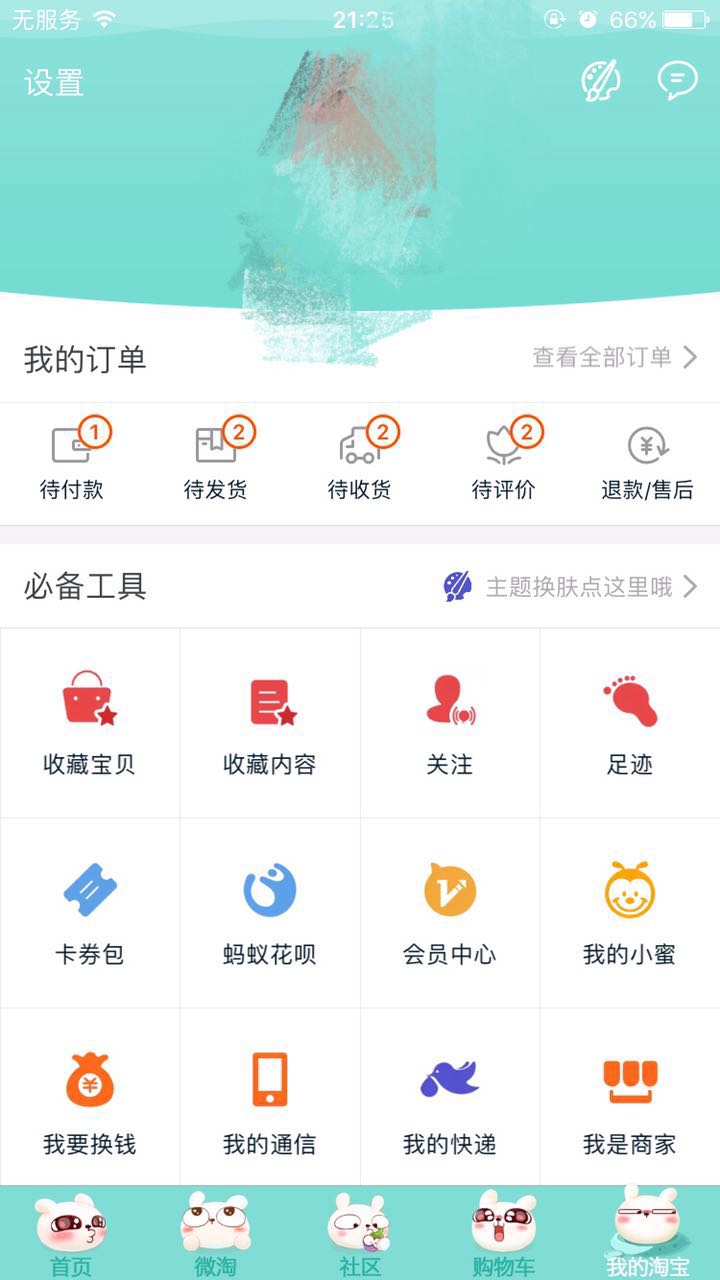 无服务 21:25 66%
设置
我的订单 查看全部订单
1 2 2 2
待付款 待发货 待收货 待评价 退款/售后
必备工具 主题换肤点这里哦
收藏宝贝 收藏内容 关注 足迹
卡券包 蚂蚁花呗 会员中心 我的小蜜
我要换钱 我的通信 我的快递 我是商家
首页 微淘 社区 购物车 我的淘宝